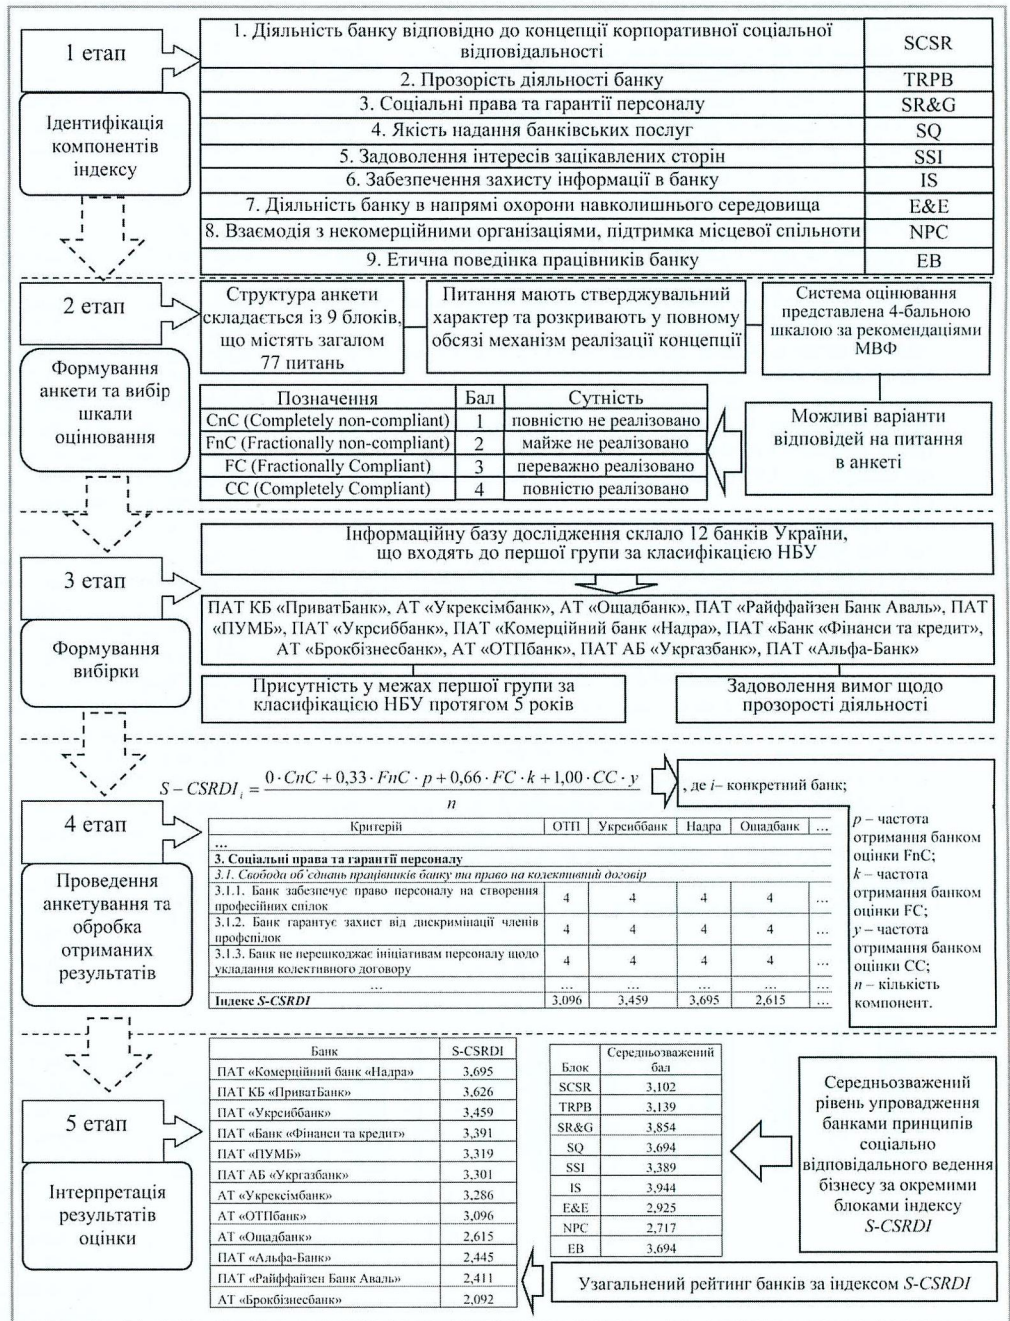 1 етап
Ідентифікація
компонентів
індексу
1. Діяльність банку відповідно до концепції корпоративної соціальної
відповідальності
SCSR
2. Прозорість діяльності банку TRPB
3. Соціальні права та гарантії персоналу SR&G
4. Якість надання банківських послуг SQ
5. Задоволення інтересів зацікавлених сторін SSI
6. Забезпечення захисту інформації в банку IS
7. Діяльність банку в напрямі охорони навколишнього середовища E&E
8. Взаємодія з некомерційними організаціями, підтримка місцевої спільноти NPC
9. Етична поведінка працівників банку EB
2 етап
Формування
анкети та вибір
шкали
оцінювання
Структура анкети
складається із 9 блоків,
що містять загалом
77 питань
Питання мають стверджувальний
характер та розкривають у повному
обсязі механізм реалізації концепції
Система оцінювання
представлена 4-бальною
шкалою за рекомендаціями
МВФ
Позначення Бал Сутність
CnC (Completely non-compliant) 1 повністю не реалізовано
FnC (Fractionally non-compliant) 2 майже не реалізовано
FC (Fractionally Compliant) 3 переважно реалізовано
CC (Completely Compliant) 4 повністю реалізовано
Можливі варіанти
відповідей на питання
в анкеті
3 етап
Формування
вибірки
Інформаційну базу дослідження склало 12 банків України,
що входять до першої групи за класифікацією НБУ
ПАТ КБ «ПриватБанк», АТ «Укрексімбанк», АТ «Ощадбанк», ПАТ «Райффайзен Банк Аваль», ПАТ
«ПУМБ», ПАТ «Укрсиббанк», ПАТ «Комерційний банк «Надра», ПАТ «Банк «Фінанси та кредит»,
АТ «Брокбізнесбанк», АТ «ОТПбанк», ПАТ АБ «Укргазбанк», ПАТ «Альфа-Банк»
Присутність у межах першої групи за
класифікацією НБУ протягом 5 років
Задоволення вимог щодо
прозорості діяльності
4 етап
Проведення
анкетування та
обробка
отриманих
результатів
S − CSRDI i = 0 · CnC + 0,33 · FnC · p + 0,66 · FC · k + 1,00 · CC · y
n
, де i– конкретний банк;
p – частота
отримання банком
оцінки FnC;
k – частота
отримання банком
оцінки FC;
y – частота
отримання банком
оцінки CC;
n – кількість
компонент.
Критерій ОТП Укрсиббанк Надра Ощадбанк ...
...
3. Соціальні права та гарантії персоналу
3.1. Свобода об'єднань працівників банку та право на колективний договір
3.1.1. Банк забезпечує право персоналу на створення
професійних спілок
4 4 4 4 ...
3.1.2. Банк гарантує захист від дискримінації членів
профспілок
4 4 4 4 ...
3.1.3. Банк не перешкоджає ініціативам персоналу щодо
укладання колективного договору
4 4 4 4 ...
... ... ... ... ... ...
Індекс S-CSRDI 3,096 3,459 3,695 2,615 ...
5 етап
Інтерпретація
результатів
оцінки
Банк S-CSRDI
ПАТ «Комерційний банк «Надра» 3,695
ПАТ КБ «ПриватБанк» 3,626
ПАТ «Укрсиббанк» 3,459
ПАТ «Банк «Фінанси та кредит» 3,391
ПАТ «ПУМБ» 3,319
ПАТ АБ «Укргазбанк» 3,301
АТ «Укрексімбанк» 3,286
АТ «ОТПбанк» 3,096
АТ «Ощадбанк» 2,615
ПАТ «Альфа-Банк» 2,445
ПАТ «Райффайзен Банк Аваль» 2,411
АТ «Брокбізнесбанк» 2,092
Блок Середньозважений
бал
SCSR 3,102
TRPB 3,139
SR&G 3,854
SQ 3,694
SSI 3,389
IS 3,944
E&E 2,925
NPC 2,717
EB 3,694
Середньозважений
рівень упровадження
банками принципів
соціально
відповідального ведення
бізнесу за окремими
блоками індексу
S-CSRDI
Узагальнений рейтинг банків за індексом S-CSRDI